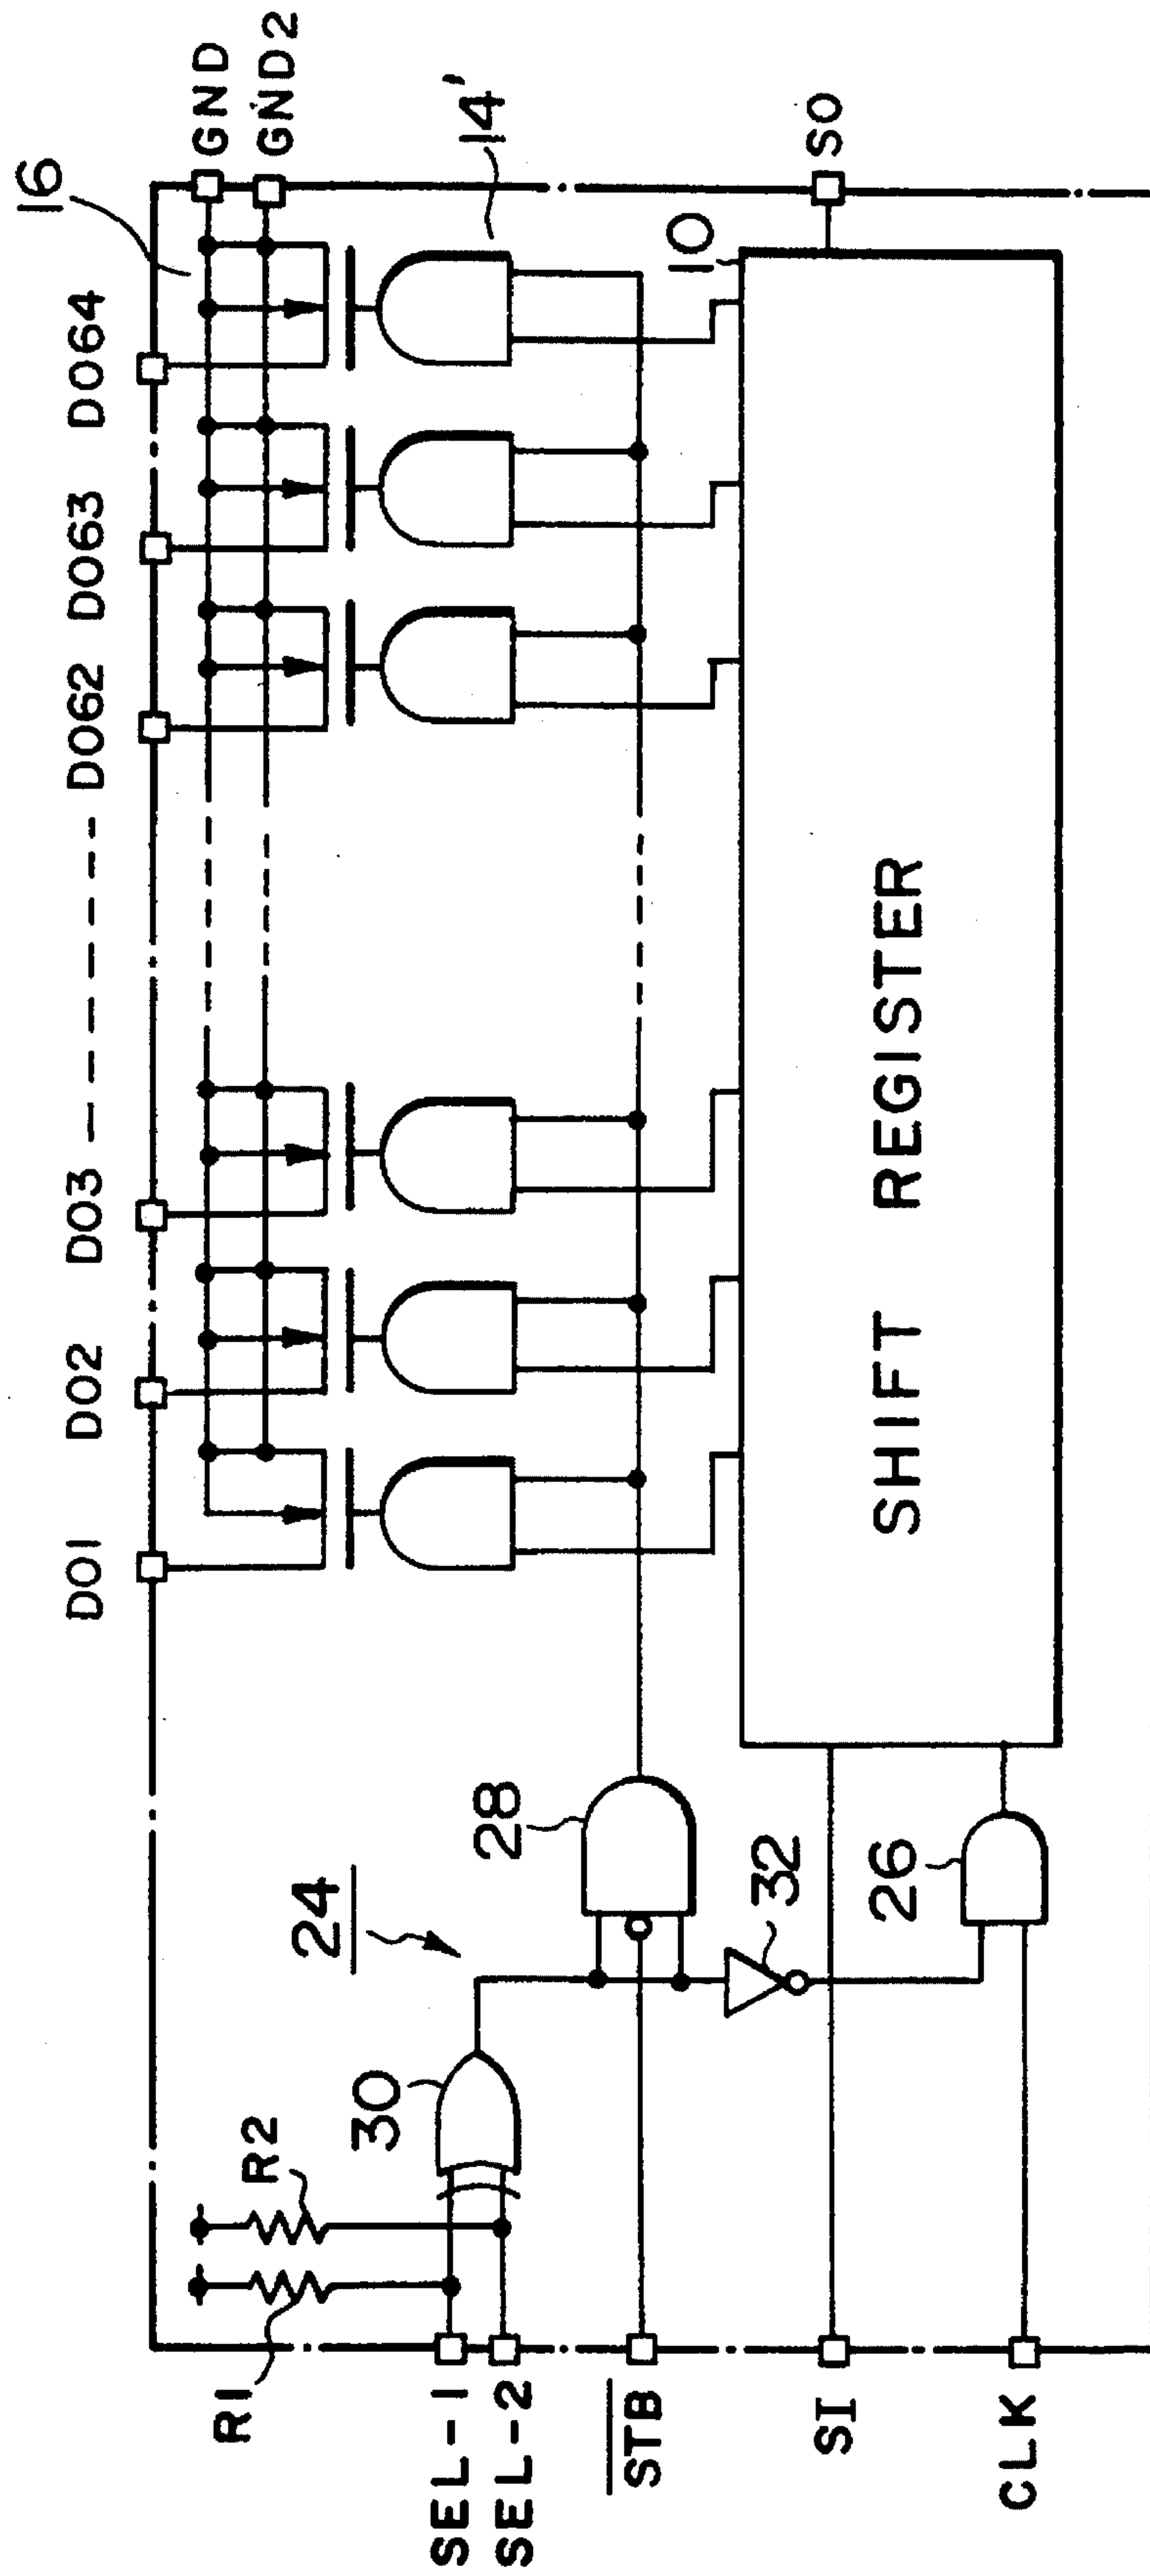 DO1 DO2 DO3 DO62 DO63 DO64
16
GND
GND2
14'
R1
R2
24
30
28
32
26
SEL-1
SEL-2
STB
SI
CLK
10
SHIFT REGISTER
SO